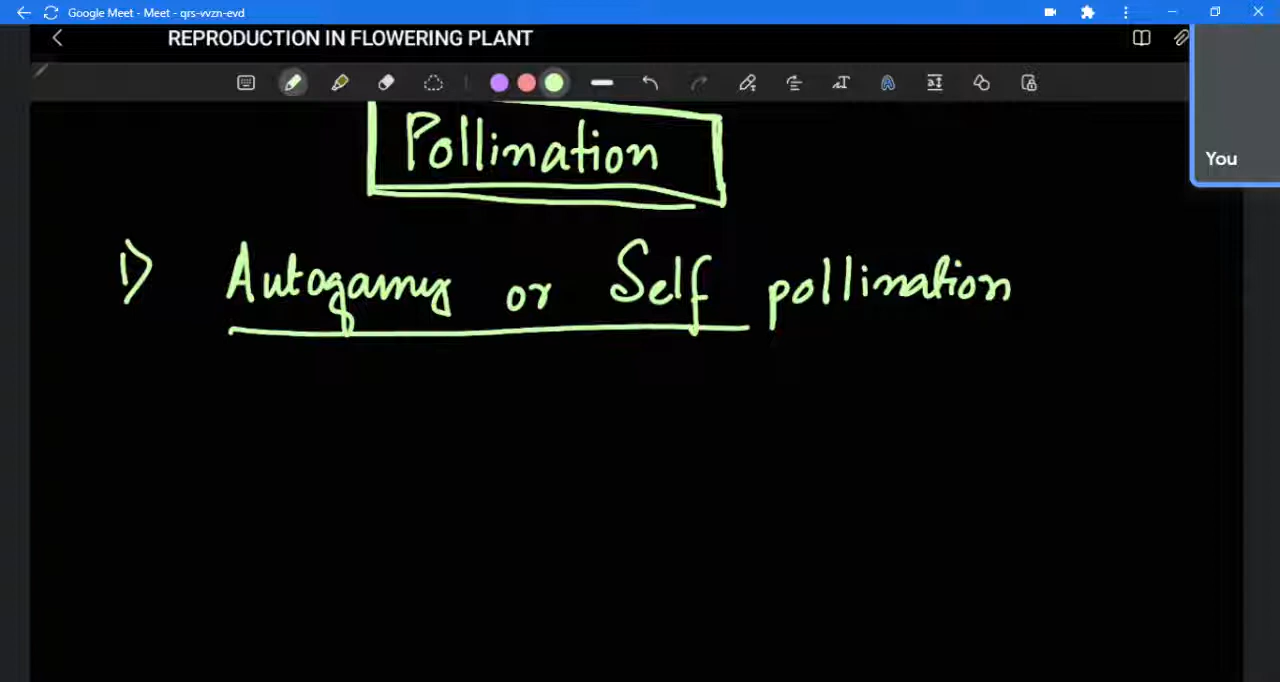 Google Meet - Meet - qrs-vvzn-evd
REPRODUCTION IN FLOWERING PLANT
You
Pollination
1) Autogamy or Self pollination